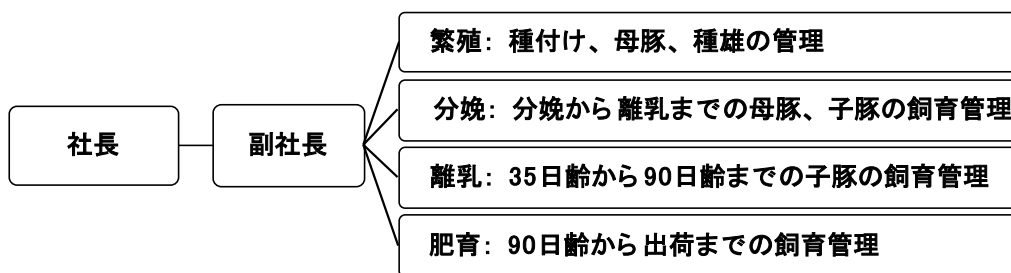 繁殖: 種付け、母豚、種雄の管理
分娩: 分娩から離乳までの母豚、子豚の飼育管理
社長
副社長
離乳: 35日齢から90日齢までの子豚の飼育管理
肥育: 90日齢から出荷までの飼育管理